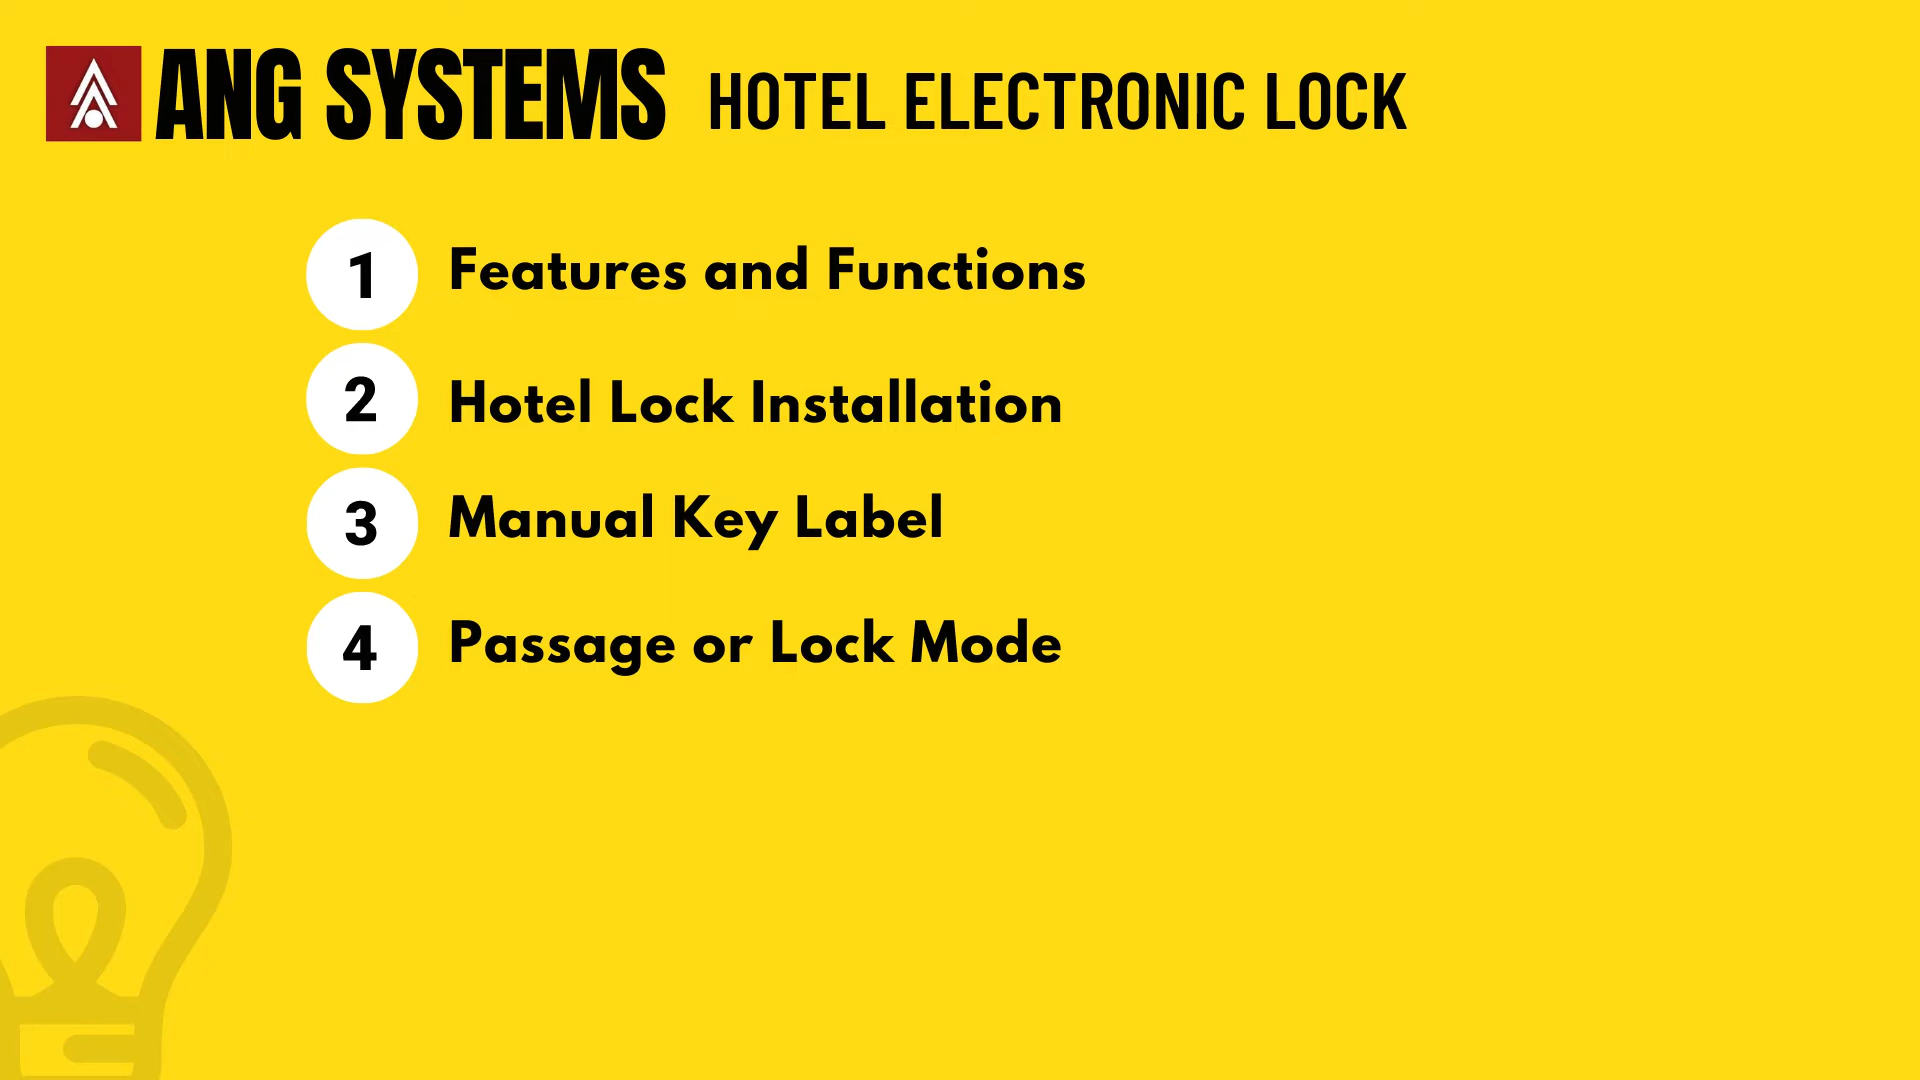 ANG SYSTEMS HOTEL ELECTRONIC LOCK
1 Features and Functions
2 Hotel Lock Installation
3 Manual Key Label
4 Passage or Lock Mode